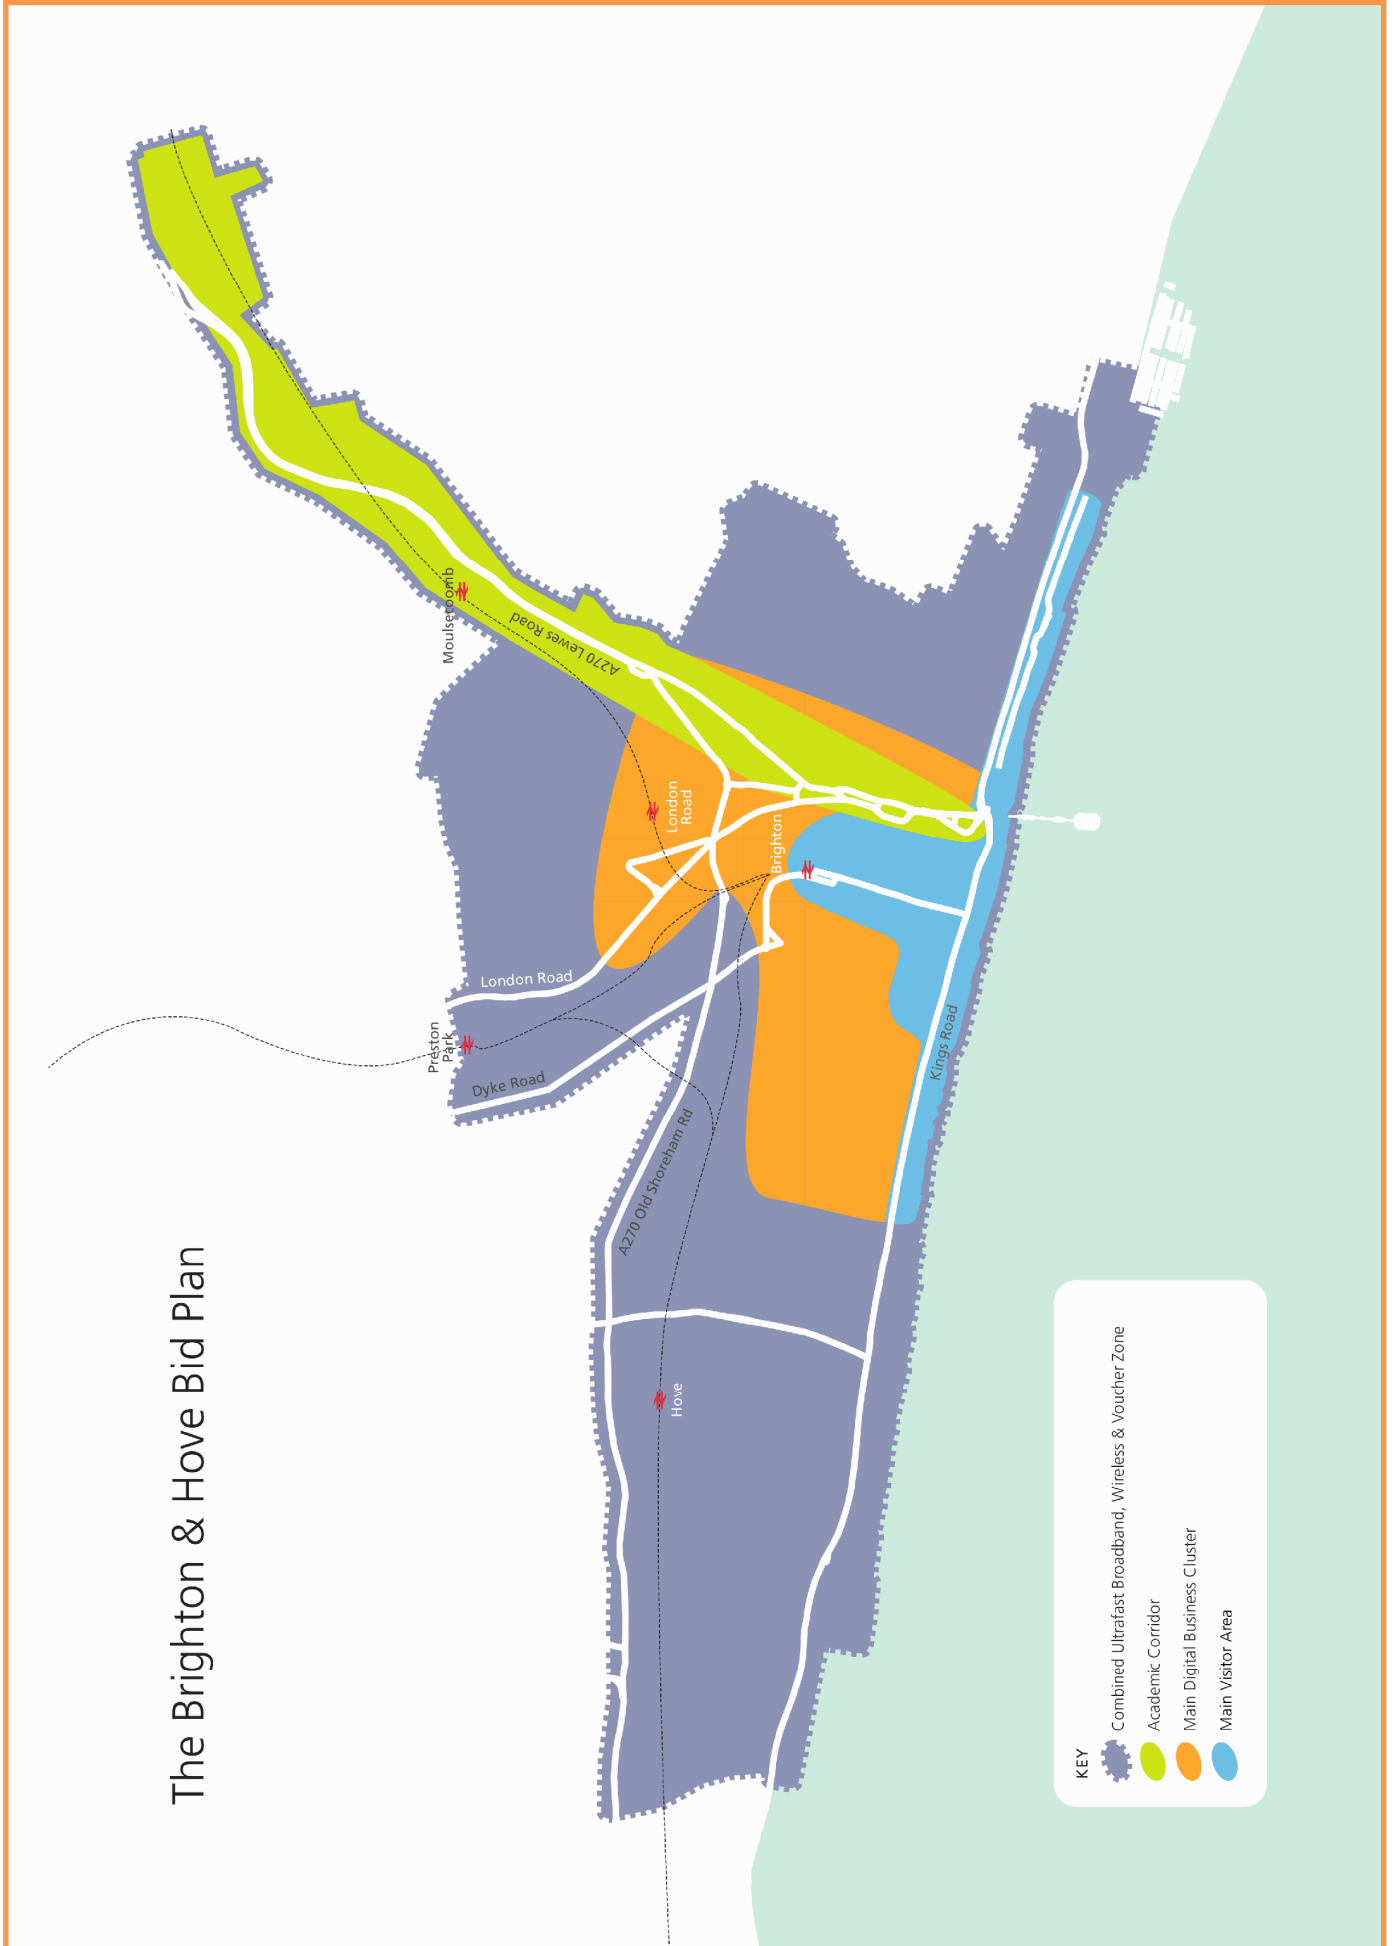 The Brighton & Hove Bid Plan
Moulsecoomb
A270 Lewes Road
London
Road
Brighton
London Road
Preston
Park
Dyke Road
A270 Old Shoreham Rd
Kings Road
Hove
KEY
Combined Ultrafast Broadband, Wireless & Voucher Zone
Academic Corridor
Main Digital Business Cluster
Main Visitor Area